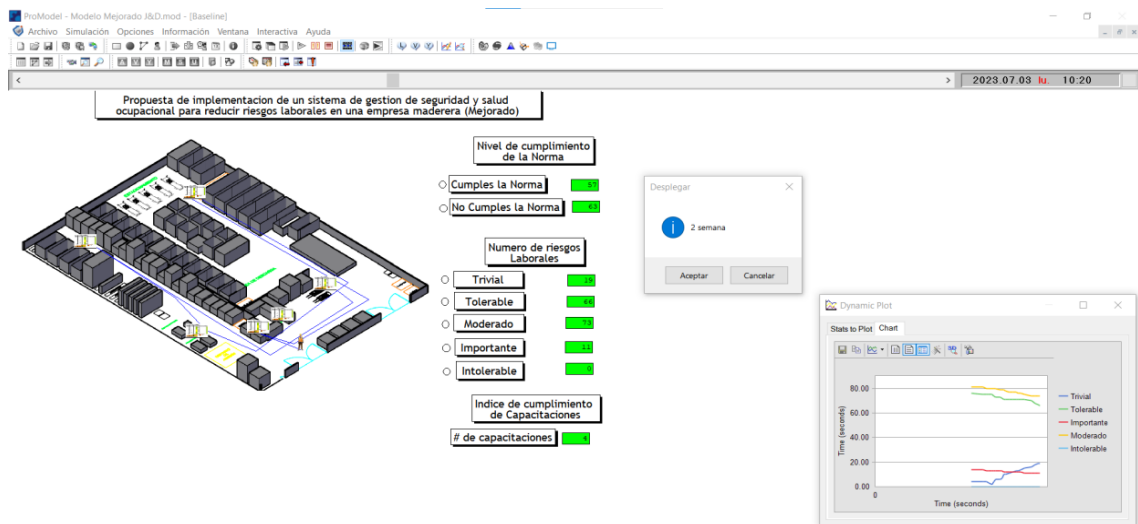 ProModel - Modelo Mejorado J&D.mod - [Baseline]
Archivo Simulación Opciones Información Ventana Interactiva Ayuda
2023.07.03 lu. 10:20
Propuesta de implementacion de un sistema de gestion de seguridad y salud
ocupacional para reducir riesgos laborales en una empresa maderera (Mejorado)
Nivel de cumplimiento
de la Norma
Cumples la Norma 57
No Cumples la Norma 63
Numero de riesgos
Laborales
Trivial 19
Tolerable 66
Moderado 73
Importante 11
Intolerable 0
Indice de cumplimiento
de Capacitaciones
# de capacitaciones
H
Desplegar
2 semana
Aceptar Cancelar
Dynamic Plot
Stats to Plot Chart
80.00
60.00
40.00
20.00
0.00
0
Time (seconds)
Time (seconds)
Trivial
Tolerable
Importante
Moderado
Intolerable